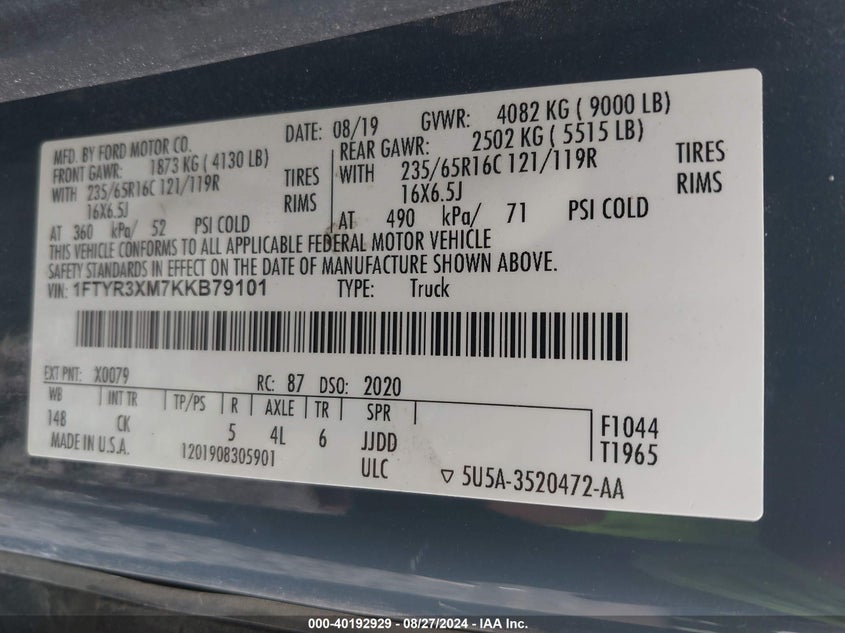 MFD. BY FORD MOTOR CO. DATE: 08/19 GVWR: 4082 KG ( 9000 LB)
FRONT GAWR: 1873 KG ( 4130 LB) REAR GAWR: 2502 KG ( 5515 LB)
WITH 235/65R16C 121/119R TIRES WITH 235/65R16C 121/119R TIRES
16X6.5J RIMS 16X6.5J RIMS
AT 360 kPa/ 52 PSI COLD AT 490 kPa/ 71 PSI COLD
THIS VEHICLE CONFORMS TO ALL APPLICABLE FEDERAL MOTOR VEHICLE
SAFETY STANDARDS IN EFFECT ON THE DATE OF MANUFACTURE SHOWN ABOVE.
VIN: 1FTYR3XM7KKB79101 TYPE: Truck
EXT PNT: X0079 RC: 87 DSO: 2020
WB INT TR TP/PS R AXLE TR SPR
148 CK 5 4L 6 JJDD F1044
MADE IN U.S.A. 1201908305901 ULC T1965
▽ 5U5A-3520472-AA
000-40192929 - 08/27/2024 - IAA Inc.